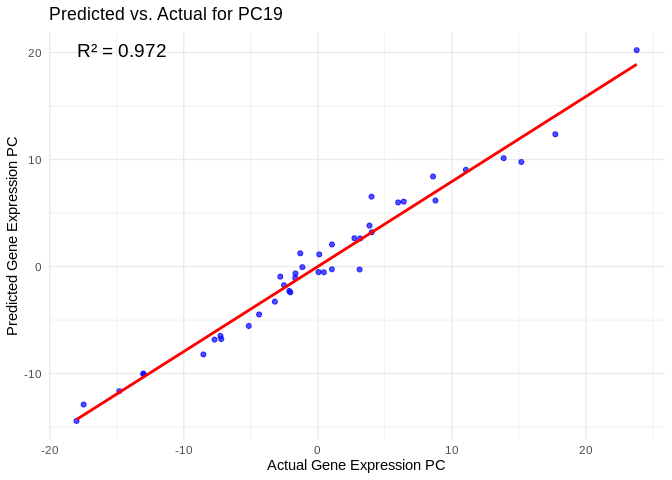 Predicted vs. Actual for PC19
R² = 0.972
Predicted Gene Expression PC
20
10
0
-10
-20
-10
0
10
20
Actual Gene Expression PC